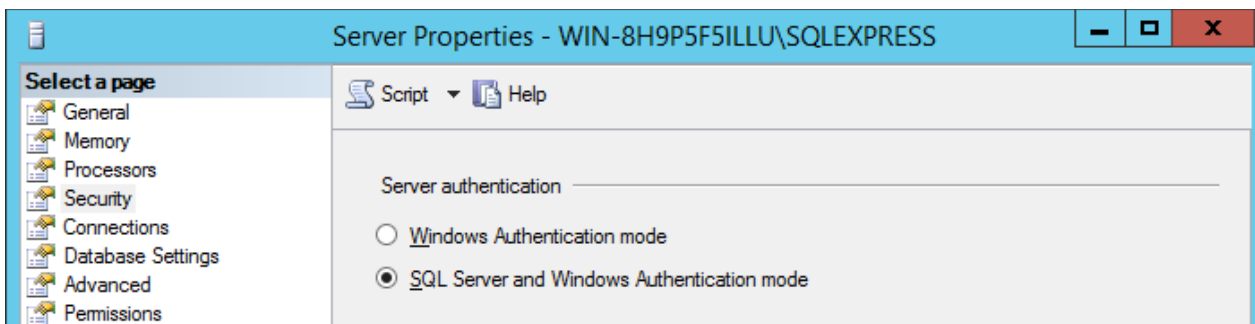 Server Properties - WIN-8H9P5F5ILLU\SQLEXPRESS
Select a page
General
Memory
Processors
Security
Connections
Database Settings
Advanced
Permissions
Script Help
Server authentication
Windows Authentication mode
SQL Server and Windows Authentication mode